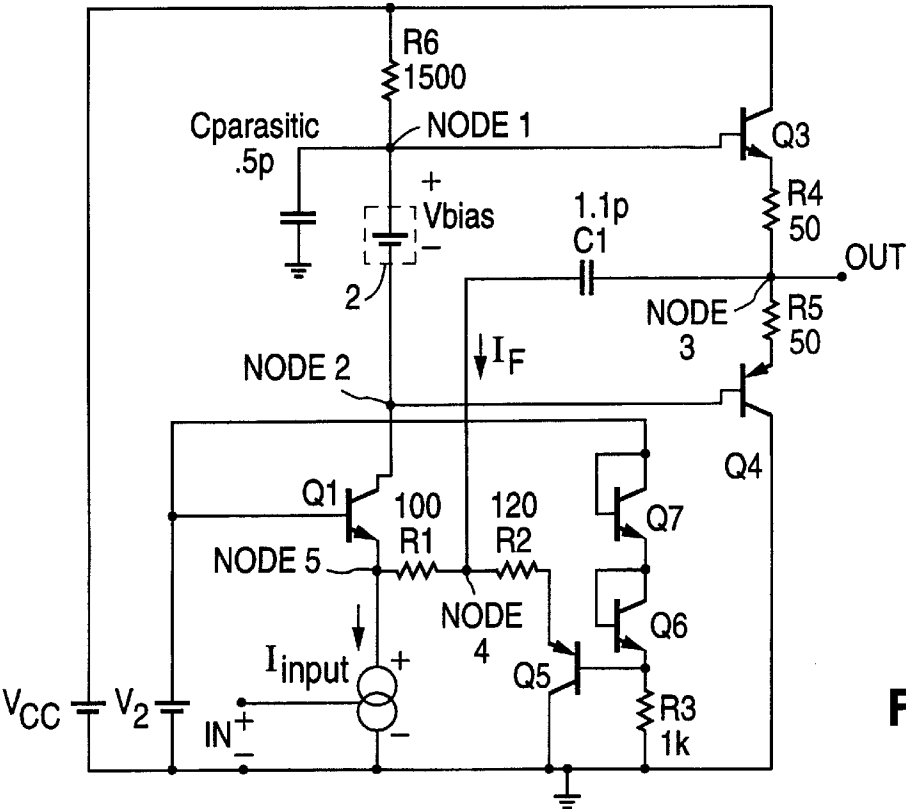 R6
1500
Cparasitic
.5p
NODE 1
Q3
+
Vbias
−
2
R4
50
1.1p
C1
OUT
NODE
3
R5
50
I_F
NODE 2
Q4
Q1
100
R1
120
R2
Q7
NODE 5
NODE
4
Q6
I_input
+
−
Q5
V_CC
V_2
IN
+
−
R3
1k
F